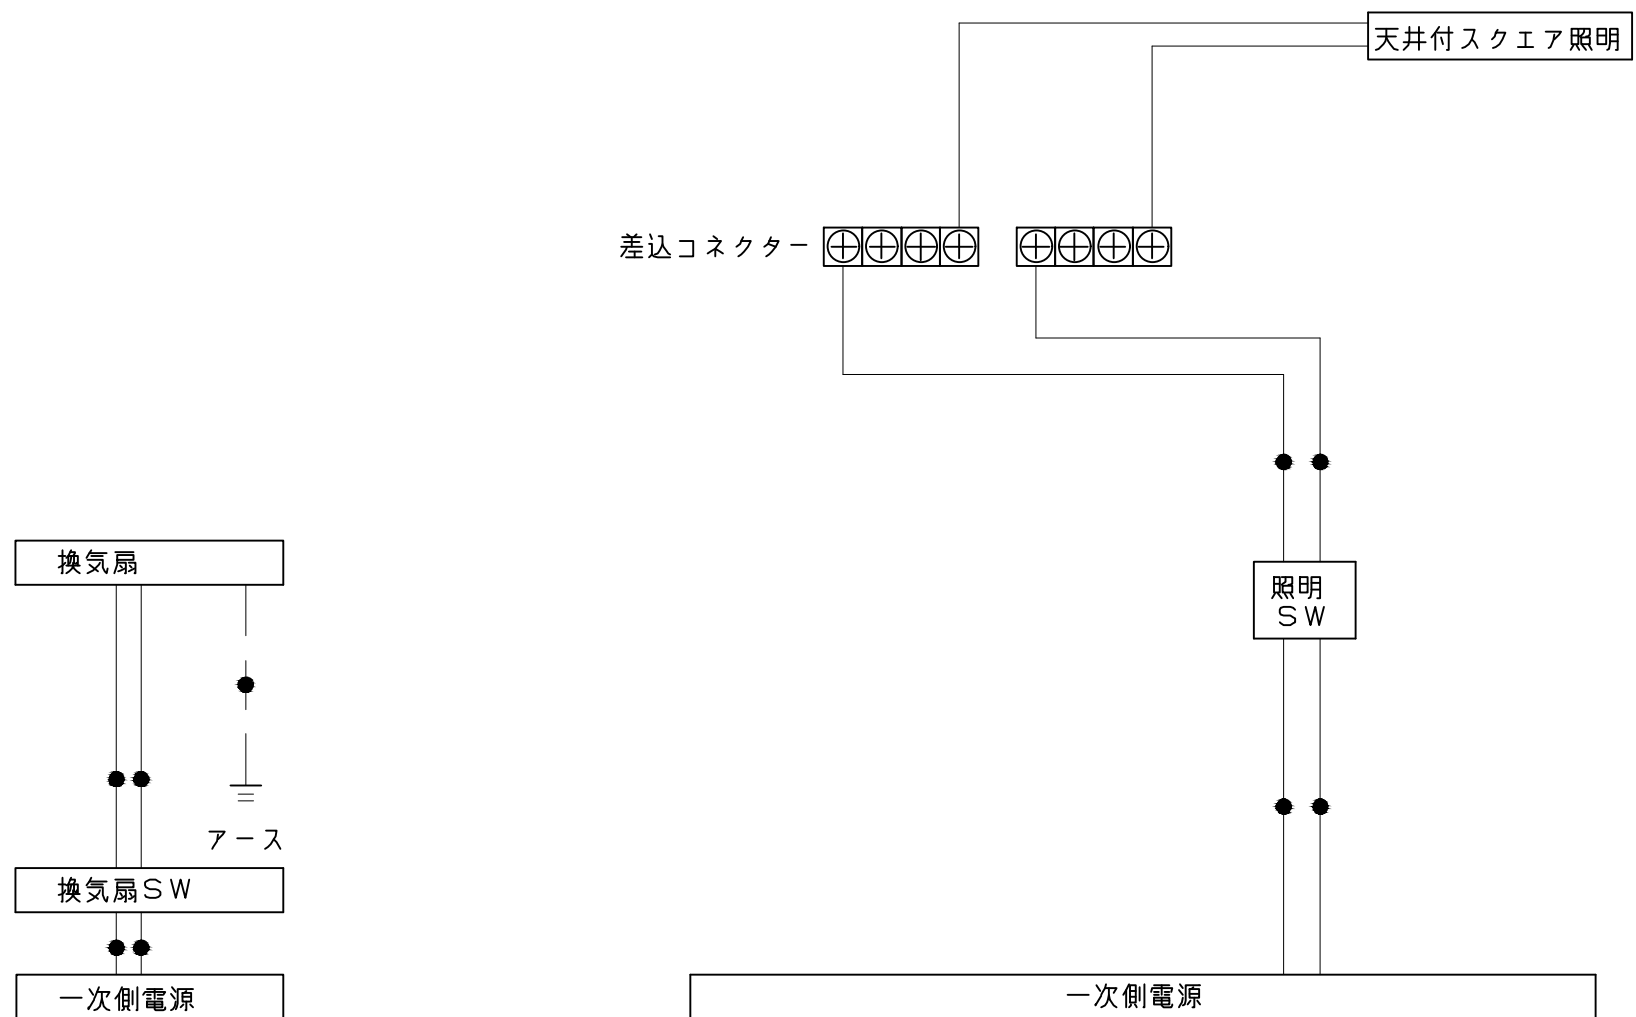 天井付スクエア照明
差込コネクター
換気扇
照明
SW
アース
換気扇SW
一次側電源
一次側電源